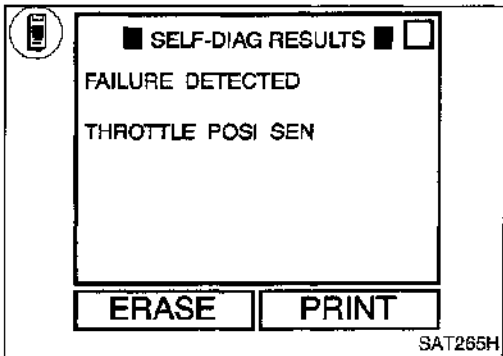 SELF-DIAG RESULTS
FAILURE DETECTED
THROTTLE POSI SEN
ERASE PRINT
SAT265H